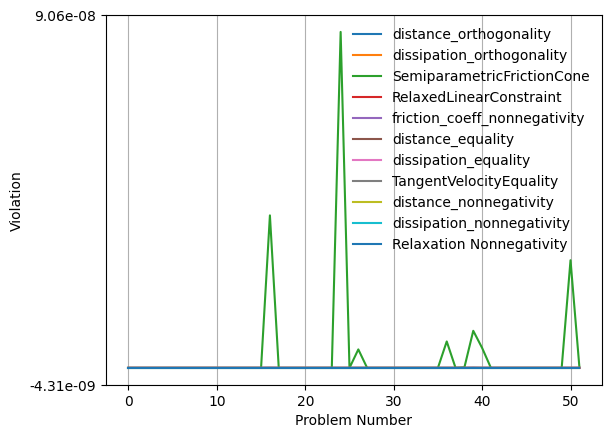 9.06e-08
distance_orthogonality
dissipation_orthogonality
SemiparametricFrictionCone
RelaxedLinearConstraint
friction_coeff_nonnegativity
distance_equality
dissipation_equality
TangentVelocityEquality
distance_nonnegativity
dissipation_nonnegativity
Relaxation Nonnegativity
Violation
-4.31e-09
0 10 20 30 40 50
Problem Number